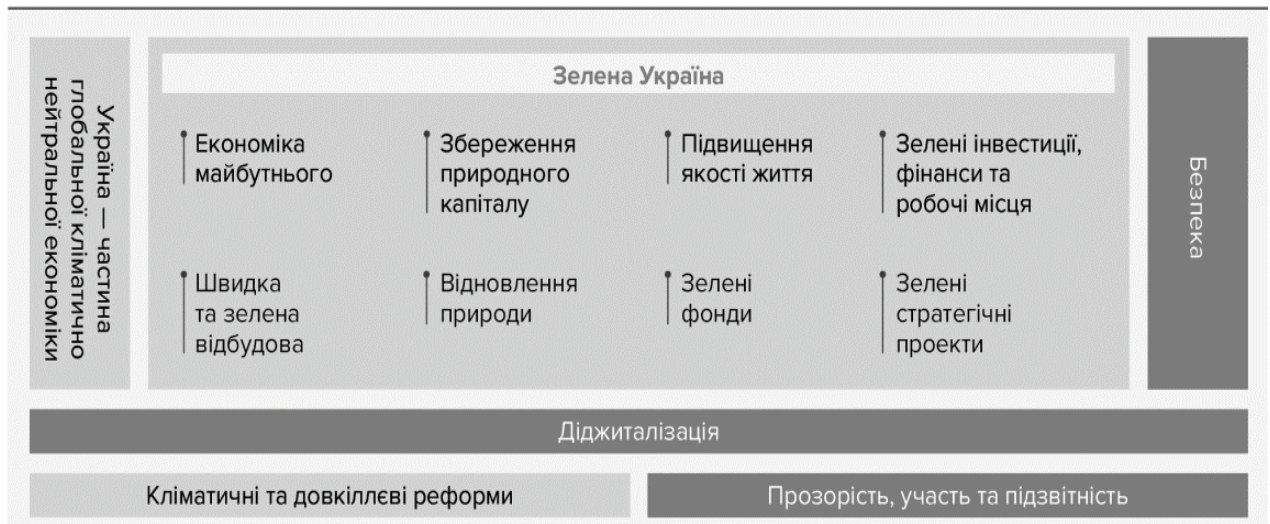 Україна — частина
глобальної кліматично
нейтральної економіки
Зелена Україна
Економіка
майбутнього
Збереження
природного
капіталу
Підвищення
якості життя
Зелені інвестиції,
фінанси та
робочі місця
Швидка
та зелена
відбудова
Відновлення
природи
Зелені
фонди
Зелені
стратегічні
проекти
Безпека
Діджиталізація
Кліматичні та довкіллєві реформи
Прозорість, участь та підзвітність